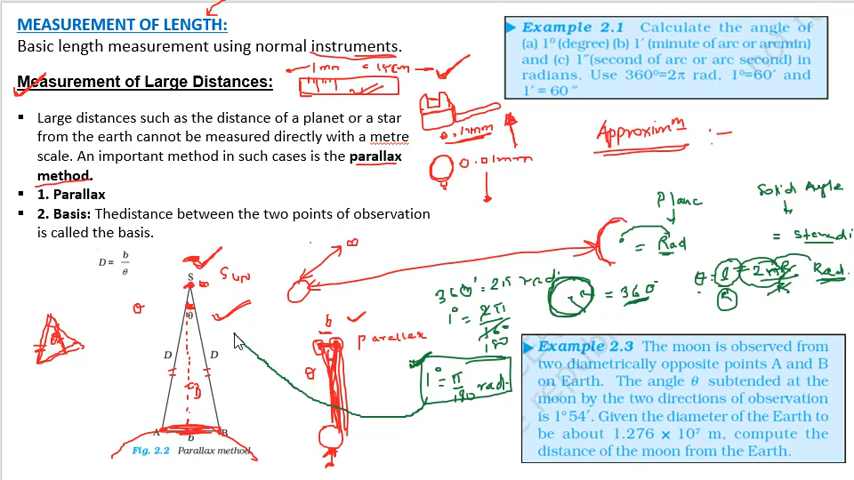 MEASUREMENT OF LENGTH:
Basic length measurement using normal instruments.
Measurement of Large Distances:
▪ Large distances such as the distance of a planet or a star
from the earth cannot be measured directly with a metre
scale. An important method in such cases is the parallax
method.
▪ 1. Parallax
▪ 2. Basis: Thedistance between the two points of observation
is called the basis.
D = b
θ
S
SUN
θ
θ
D D
D
A b B
Fig. 2.2 Parallax method
1mm
15cm
0.1mm
0.01mm
b
Parallax
θ
Example 2.1 Calculate the angle of
(a) 1° (degree) (b) 1′ (minute of arc or arcmin)
and (c) 1″(second of arc or arc second) in
radians. Use 360°=2π rad, 1°=60′ and
1′ = 60″
Approxim^m :-
Plane
= Rad
Solid Angle
= Steradi
360° = 2π rad
1° = 2π
360
180
1° = π rad
180
= 360°
θ = l = 2πR Rad
R R
Example 2.3 The moon is observed from
two diametrically opposite points A and B
on Earth. The angle θ subtended at the
moon by the two directions of observation
is 1° 54′. Given the diameter of the Earth to
be about 1.276 × 10⁷ m, compute the
distance of the moon from the Earth.